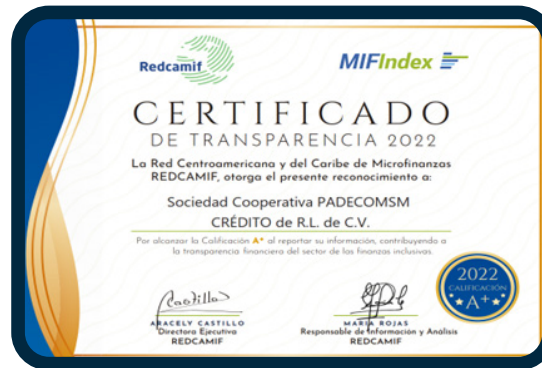 Redcamif
MIFIndex
CERTIFICADO
DE TRANSPARENCIA 2022
La Red Centroamericana y del Caribe de Microfinanzas
REDCAMIF, otorga el presente reconocimiento a:
Sociedad Cooperativa PADECOMSM
CRÉDITO de R.L. de C.V.
Por alcanzar la Calificación A+ al reportar su información, contribuyendo a
la transparencia financiera del sector de las finanzas inclusivas.
2022
CALIFICACIÓN
A+
Castillo
ARACELY CASTILLO
Directora Ejecutiva
REDCAMIF
MARIA ROJAS
Responsable de Información y Análisis
REDCAMIF